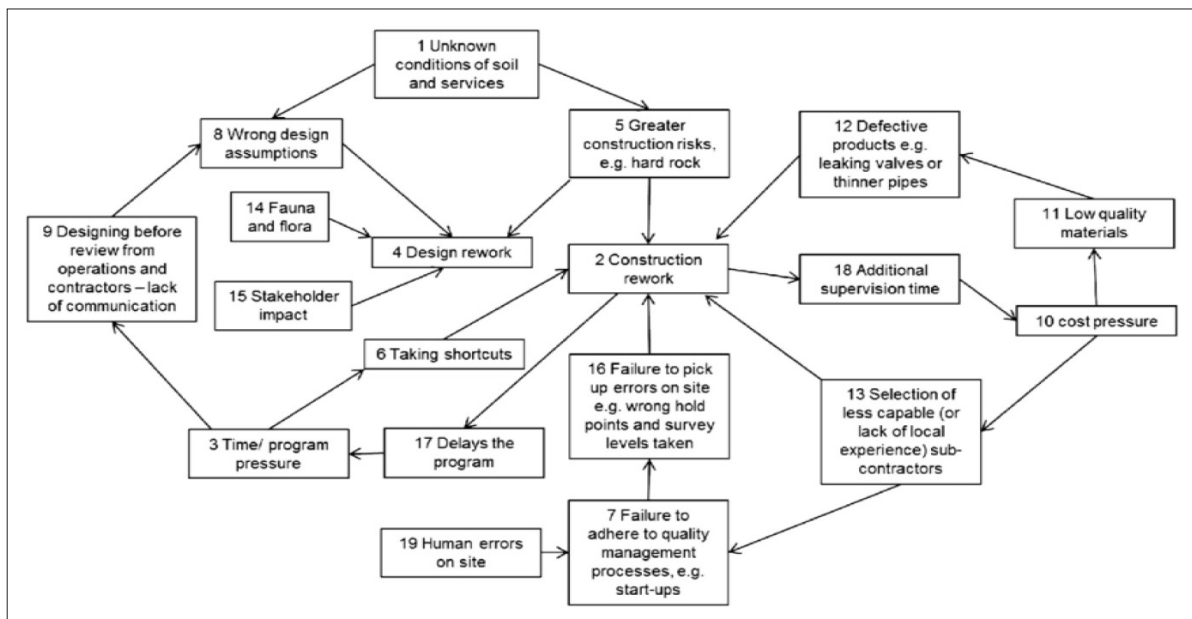 1 Unknown
conditions of soil
and services
8 Wrong design
assumptions
5 Greater
construction risks,
e.g. hard rock
12 Defective
products e.g.
leaking valves or
thinner pipes
14 Fauna
and flora
9 Designing before
review from
operations and
contractors – lack
of communication
4 Design rework
2 Construction
rework
11 Low quality
materials
18 Additional
supervision time
15 Stakeholder
impact
10 cost pressure
6 Taking shortcuts
16 Failure to pick
up errors on site
e.g. wrong hold
points and survey
levels taken
13 Selection of
less capable (or
lack of local
experience) sub-
contractors
3 Time/ program
pressure
17 Delays the
program
7 Failure to
adhere to quality
management
processes, e.g.
start-ups
19 Human errors
on site